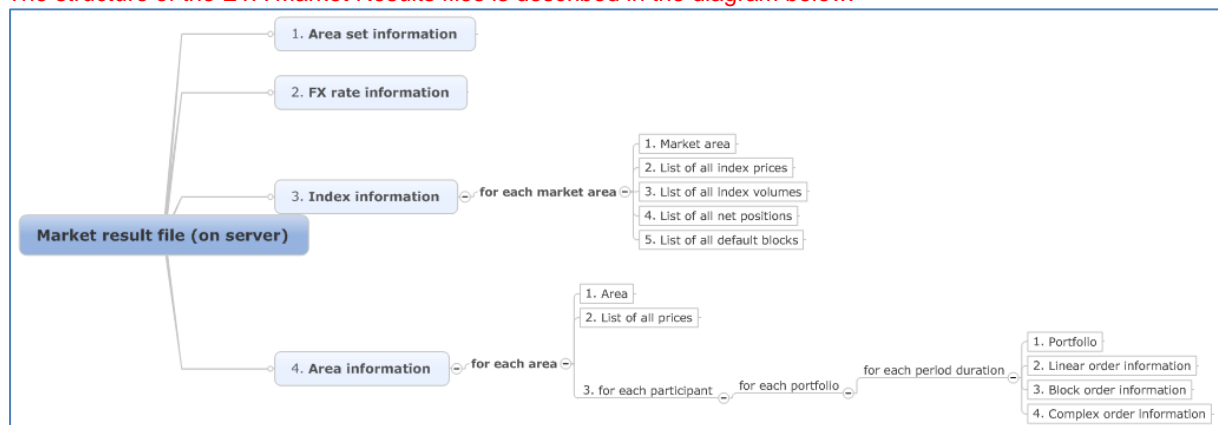 1. Area set information
2. FX rate information
1. Market area
2. List of all index prices
3. Index information
for each market area
3. List of all index volumes
4. List of all net positions
5. List of all default blocks
Market result file (on server)
1. Area
2. List of all prices
4. Area information
for each area
3. for each participant
for each portfolio
for each period duration
1. Portfolio
2. Linear order information
3. Block order information
4. Complex order information